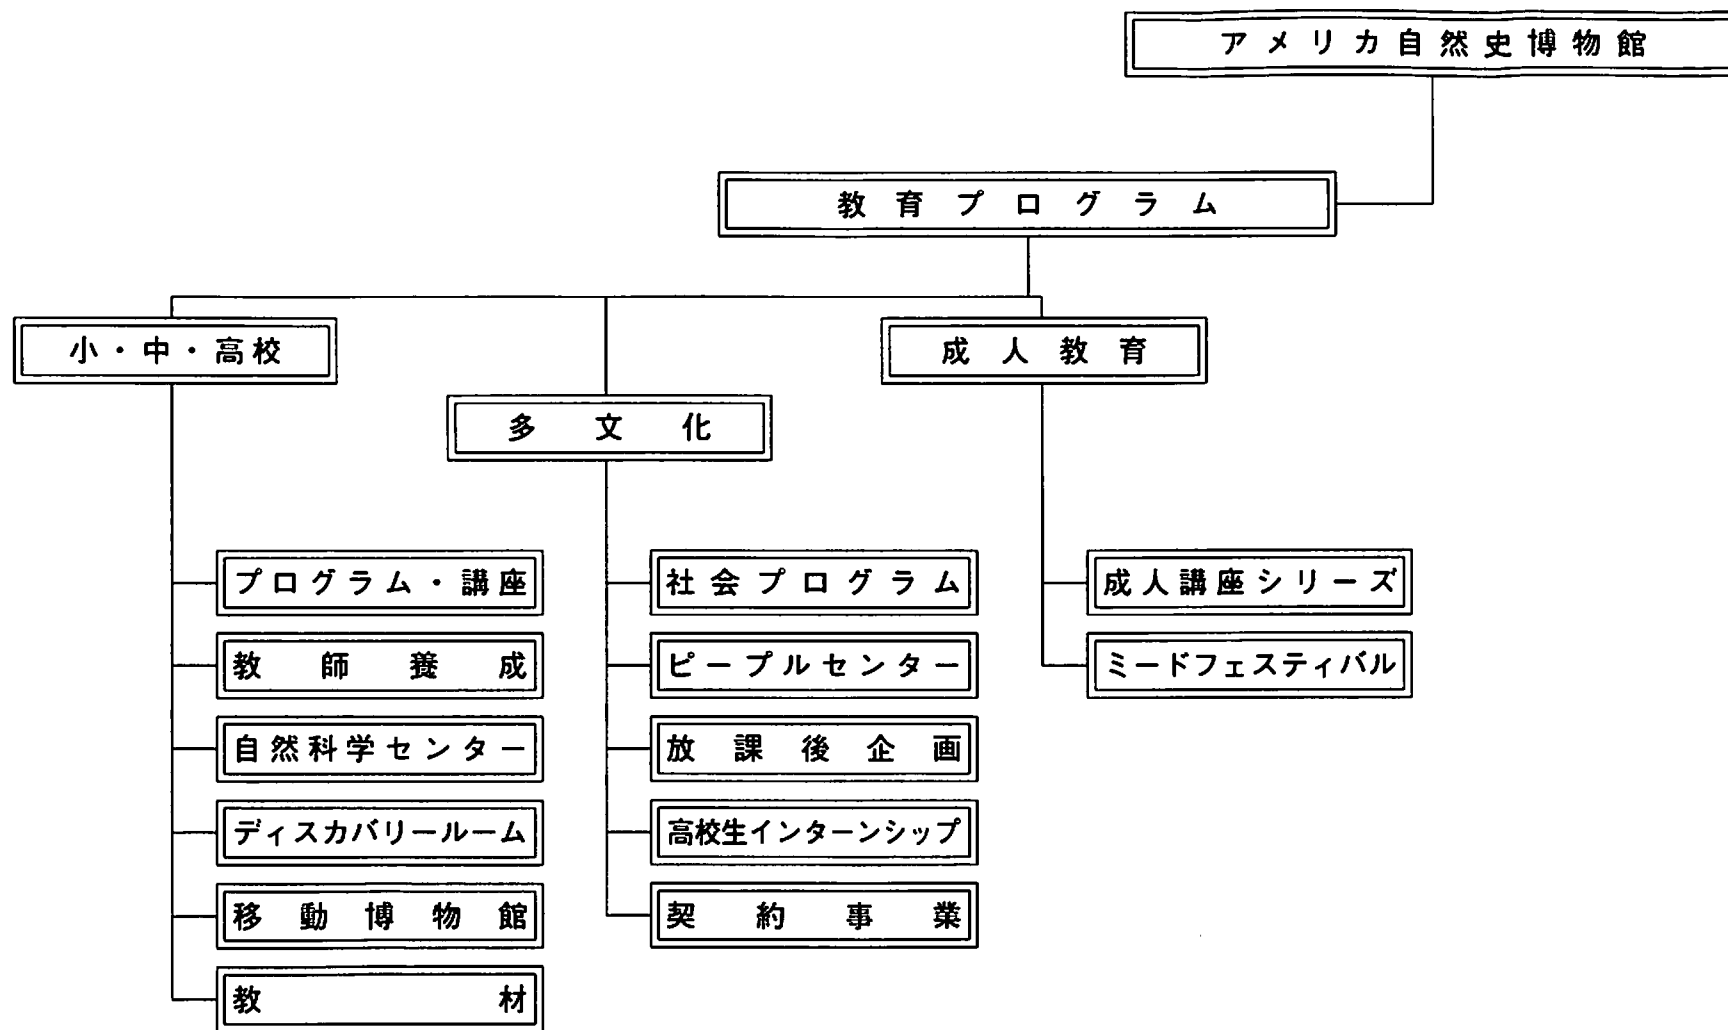 アメリカ自然史博物館
教育プログラム
小・中・高校
成人教育
多文化
プログラム・講座
教師養成
自然科学センター
ディスカバリールーム
移動博物館
教材
社会プログラム
ピープルセンター
放課後企画
高校生インターンシップ
契約事業
成人講座シリーズ
ミードフェスティバル